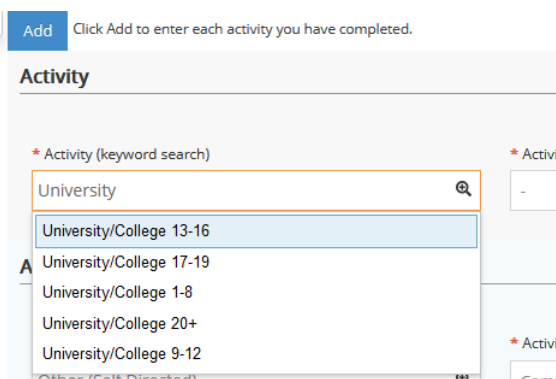 Add Click Add to enter each activity you have completed.
Activity
* Activity (keyword search) * Activi
University -
University/College 13-16
University/College 17-19
A
University/College 1-8
University/College 20+
University/College 9-12
* Activi